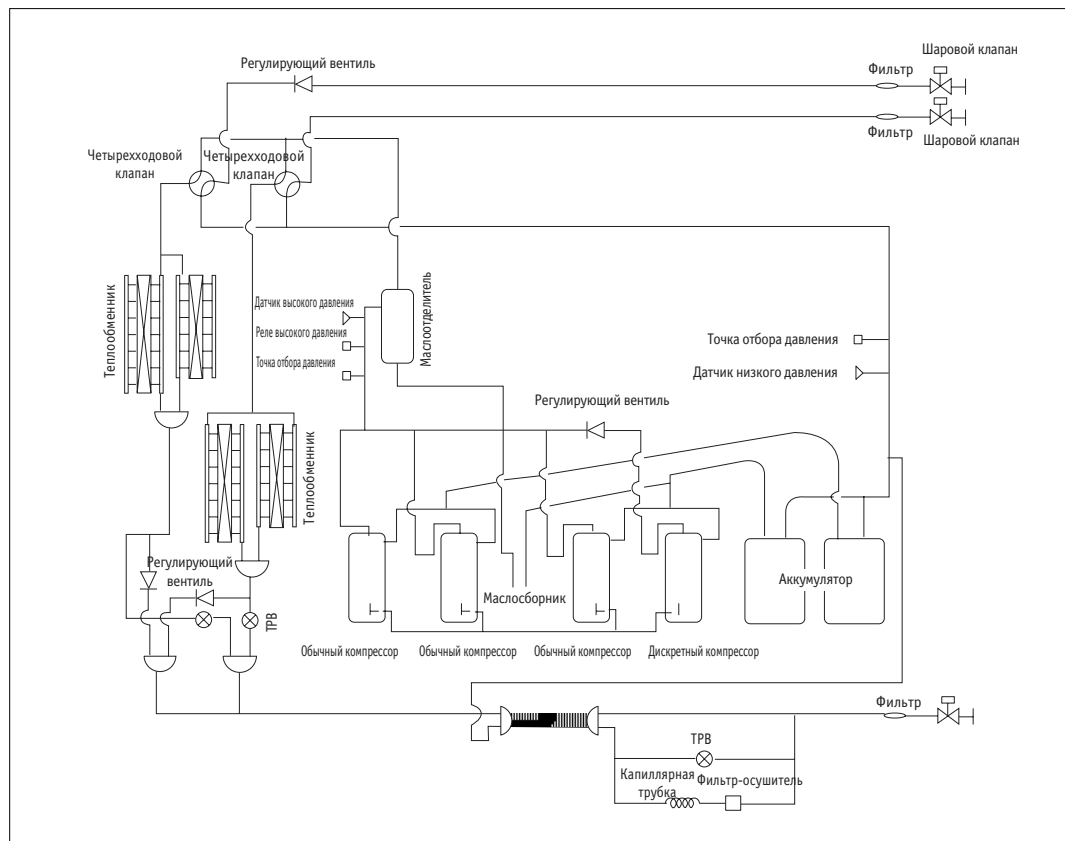 Шаровой клапан
Регулирующий вентиль
Фильтр
Фильтр
Шаровой клапан
Четырехходовой
клапан
Четырехходовой
клапан
Теплообменник
Датчик высокого давления
Реле высокого давления
Точка отбора давления
Маслоотделитель
Точка отбора давления
Датчик низкого давления
Регулирующий вентиль
Теплообменник
Регулирующий
вентиль
ТРВ
Маслосборник
Аккумулятор
Обычный компрессор
Обычный компрессор
Обычный компрессор
Дискретный компрессор
Фильтр
ТРВ
Капиллярная
трубка
Фильтр-осушитель